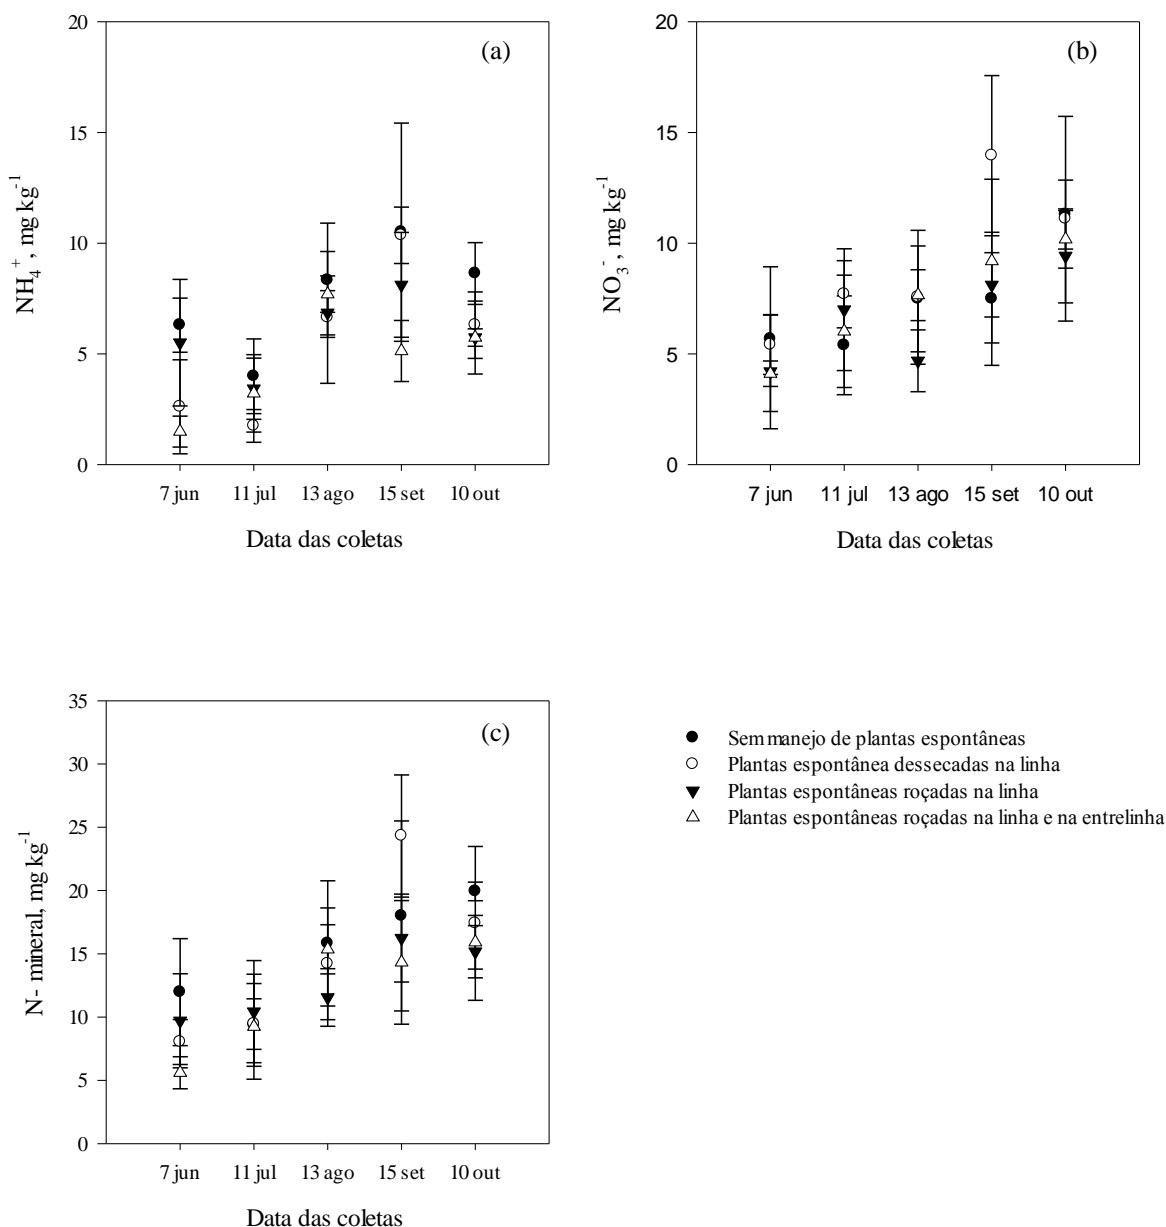 (a)
20
15
10
5
0
NH4+, mg kg-1
7 jun 11 jul 13 ago 15 set 10 out
Data das coletas
(b)
20
15
10
5
0
NO3-, mg kg-1
7 jun 11 jul 13 ago 15 set 10 out
Data das coletas
(c)
35
30
25
20
15
10
5
0
N- mineral, mg kg-1
7 jun 11 jul 13 ago 15 set 10 out
Data das coletas
Sem manejo de plantas espontâneas
Plantas espontânea dessecadas na linha
Plantas espontâneas roçadas na linha
Plantas espontâneas roçadas na linha e na entrelinha